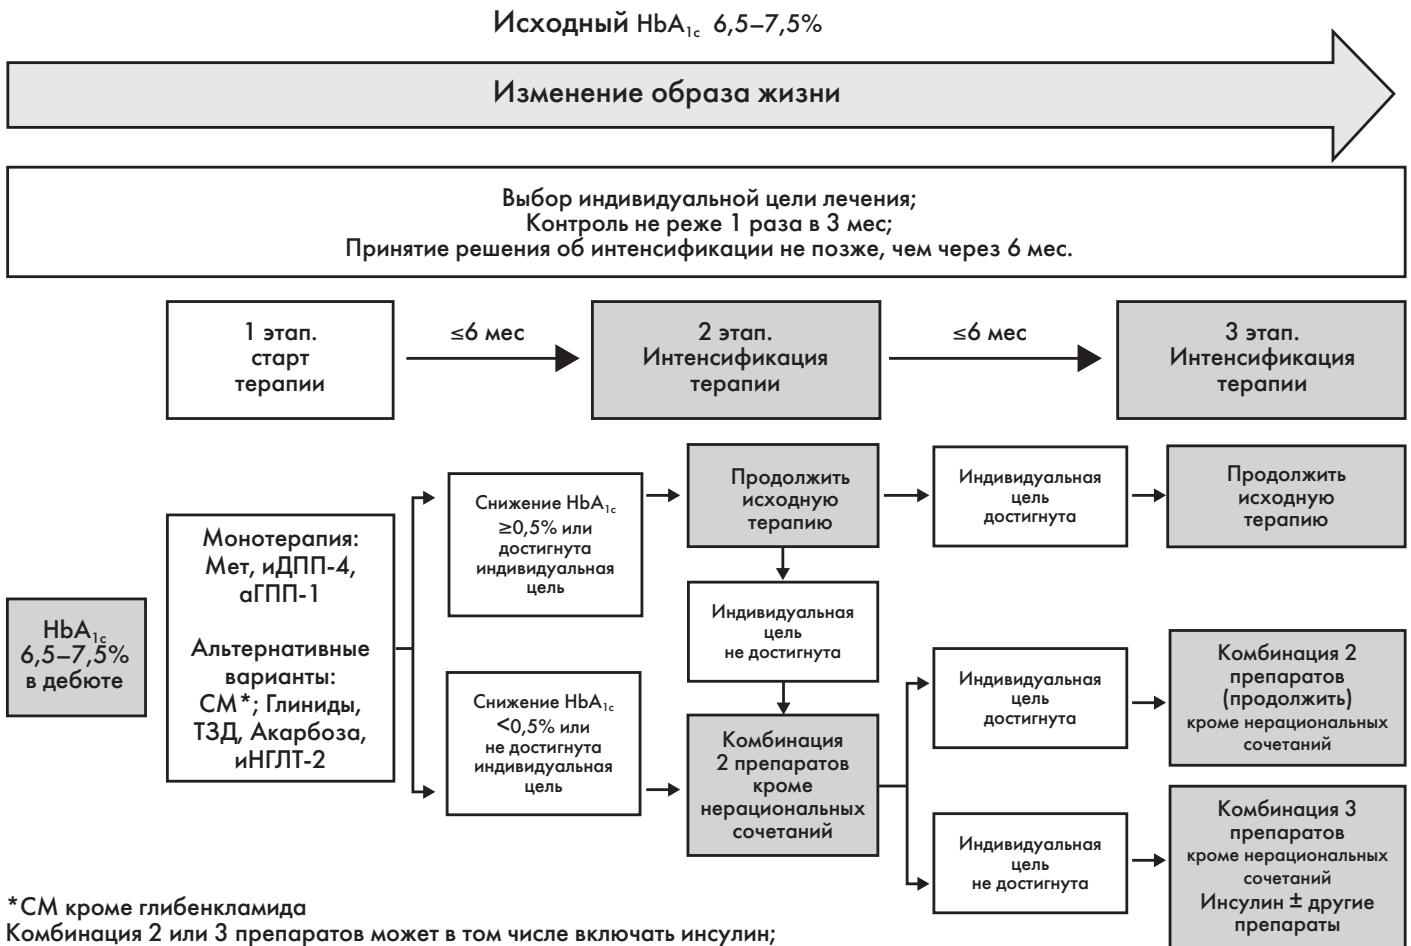 Исходный HbA1c 6,5–7,5%
Изменение образа жизни
Выбор индивидуальной цели лечения;
Контроль не реже 1 раза в 3 мес;
Принятие решения об интенсификации не позже, чем через 6 мес.
1 этап.
старт
терапии
≤6 мес
2 этап.
Интенсификация
терапии
≤6 мес
3 этап.
Интенсификация
терапии
HbA1c
6,5–7,5%
в дебюте
Монотерапия:
Мет, иДПП-4,
аГПП-1
Альтернативные
варианты:
СМ*; Глиниды,
ТЗД, Акарбоза,
иНГЛТ-2
Снижение HbA1c
≥0,5% или
достигнута
индивидуальная
цель
Снижение HbA1c
<0,5% или
не достигнута
индивидуальная
цель
Продолжить
исходную
терапию
Индивидуальная
цель
не достигнута
Комбинация
2 препаратов
кроме
нерациональных
сочетаний
Индивидуальная
цель
достигнута
Продолжить
исходную
терапию
Индивидуальная
цель
достигнута
Комбинация 2
препаратов
(продолжить)
кроме нерациональных
сочетаний
Индивидуальная
цель
не достигнута
Комбинация 3
препаратов
кроме нерациональных
сочетаний
Инсулин ± другие
препараты
*СМ кроме глибенкламида
Комбинация 2 или 3 препаратов может в том числе включать инсулин;